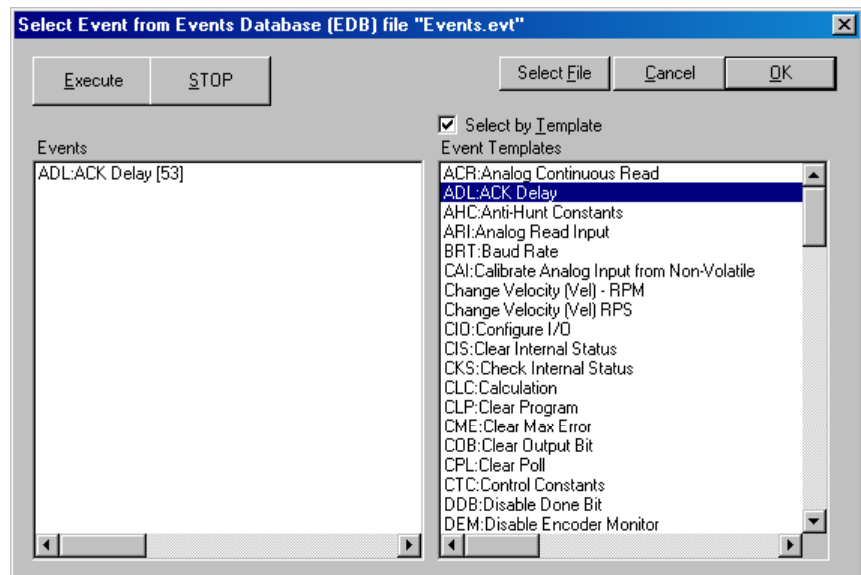 Select Event from Events Database (EDB) file "Events.evt"
Execute STOP Select File Cancel OK
Select by Template
Events
Event Templates
ADL:ACK Delay [53]
ACR:Analog Continuous Read
ADL:ACK Delay
AHC:Anti-Hunt Constants
ARI:Analog Read Input
BRT:Baud Rate
CAI:Calibrate Analog Input from Non-Volatile
Change Velocity (Vel) - RPM
Change Velocity (Vel) RPS
CIO:Configure I/O
CIS:Clear Internal Status
CKS:Check Internal Status
CLC:Calculation
CLP:Clear Program
CME:Clear Max Error
COB:Clear Output Bit
CPL:Clear Poll
CTC:Control Constants
DDB:Disable Done Bit
DEM:Disable Encoder Monitor